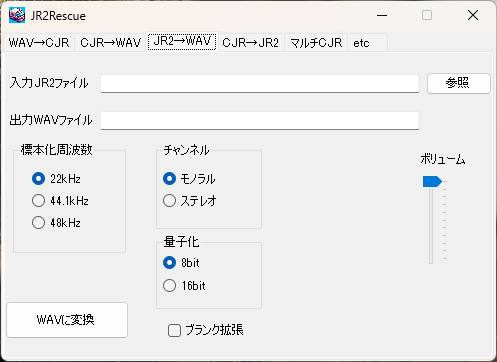 JR2Rescue
WAV→CJR CJR→WAV JR2→WAV CJR→JR2 マルチCJR etc
入力JR2ファイル 参照
出力WAVファイル
標本化周波数 チャンネル ボリューム
22kHz モノラル
44.1kHz ステレオ
48kHz
量子化
8bit
16bit
WAVに変換 ブランク拡張